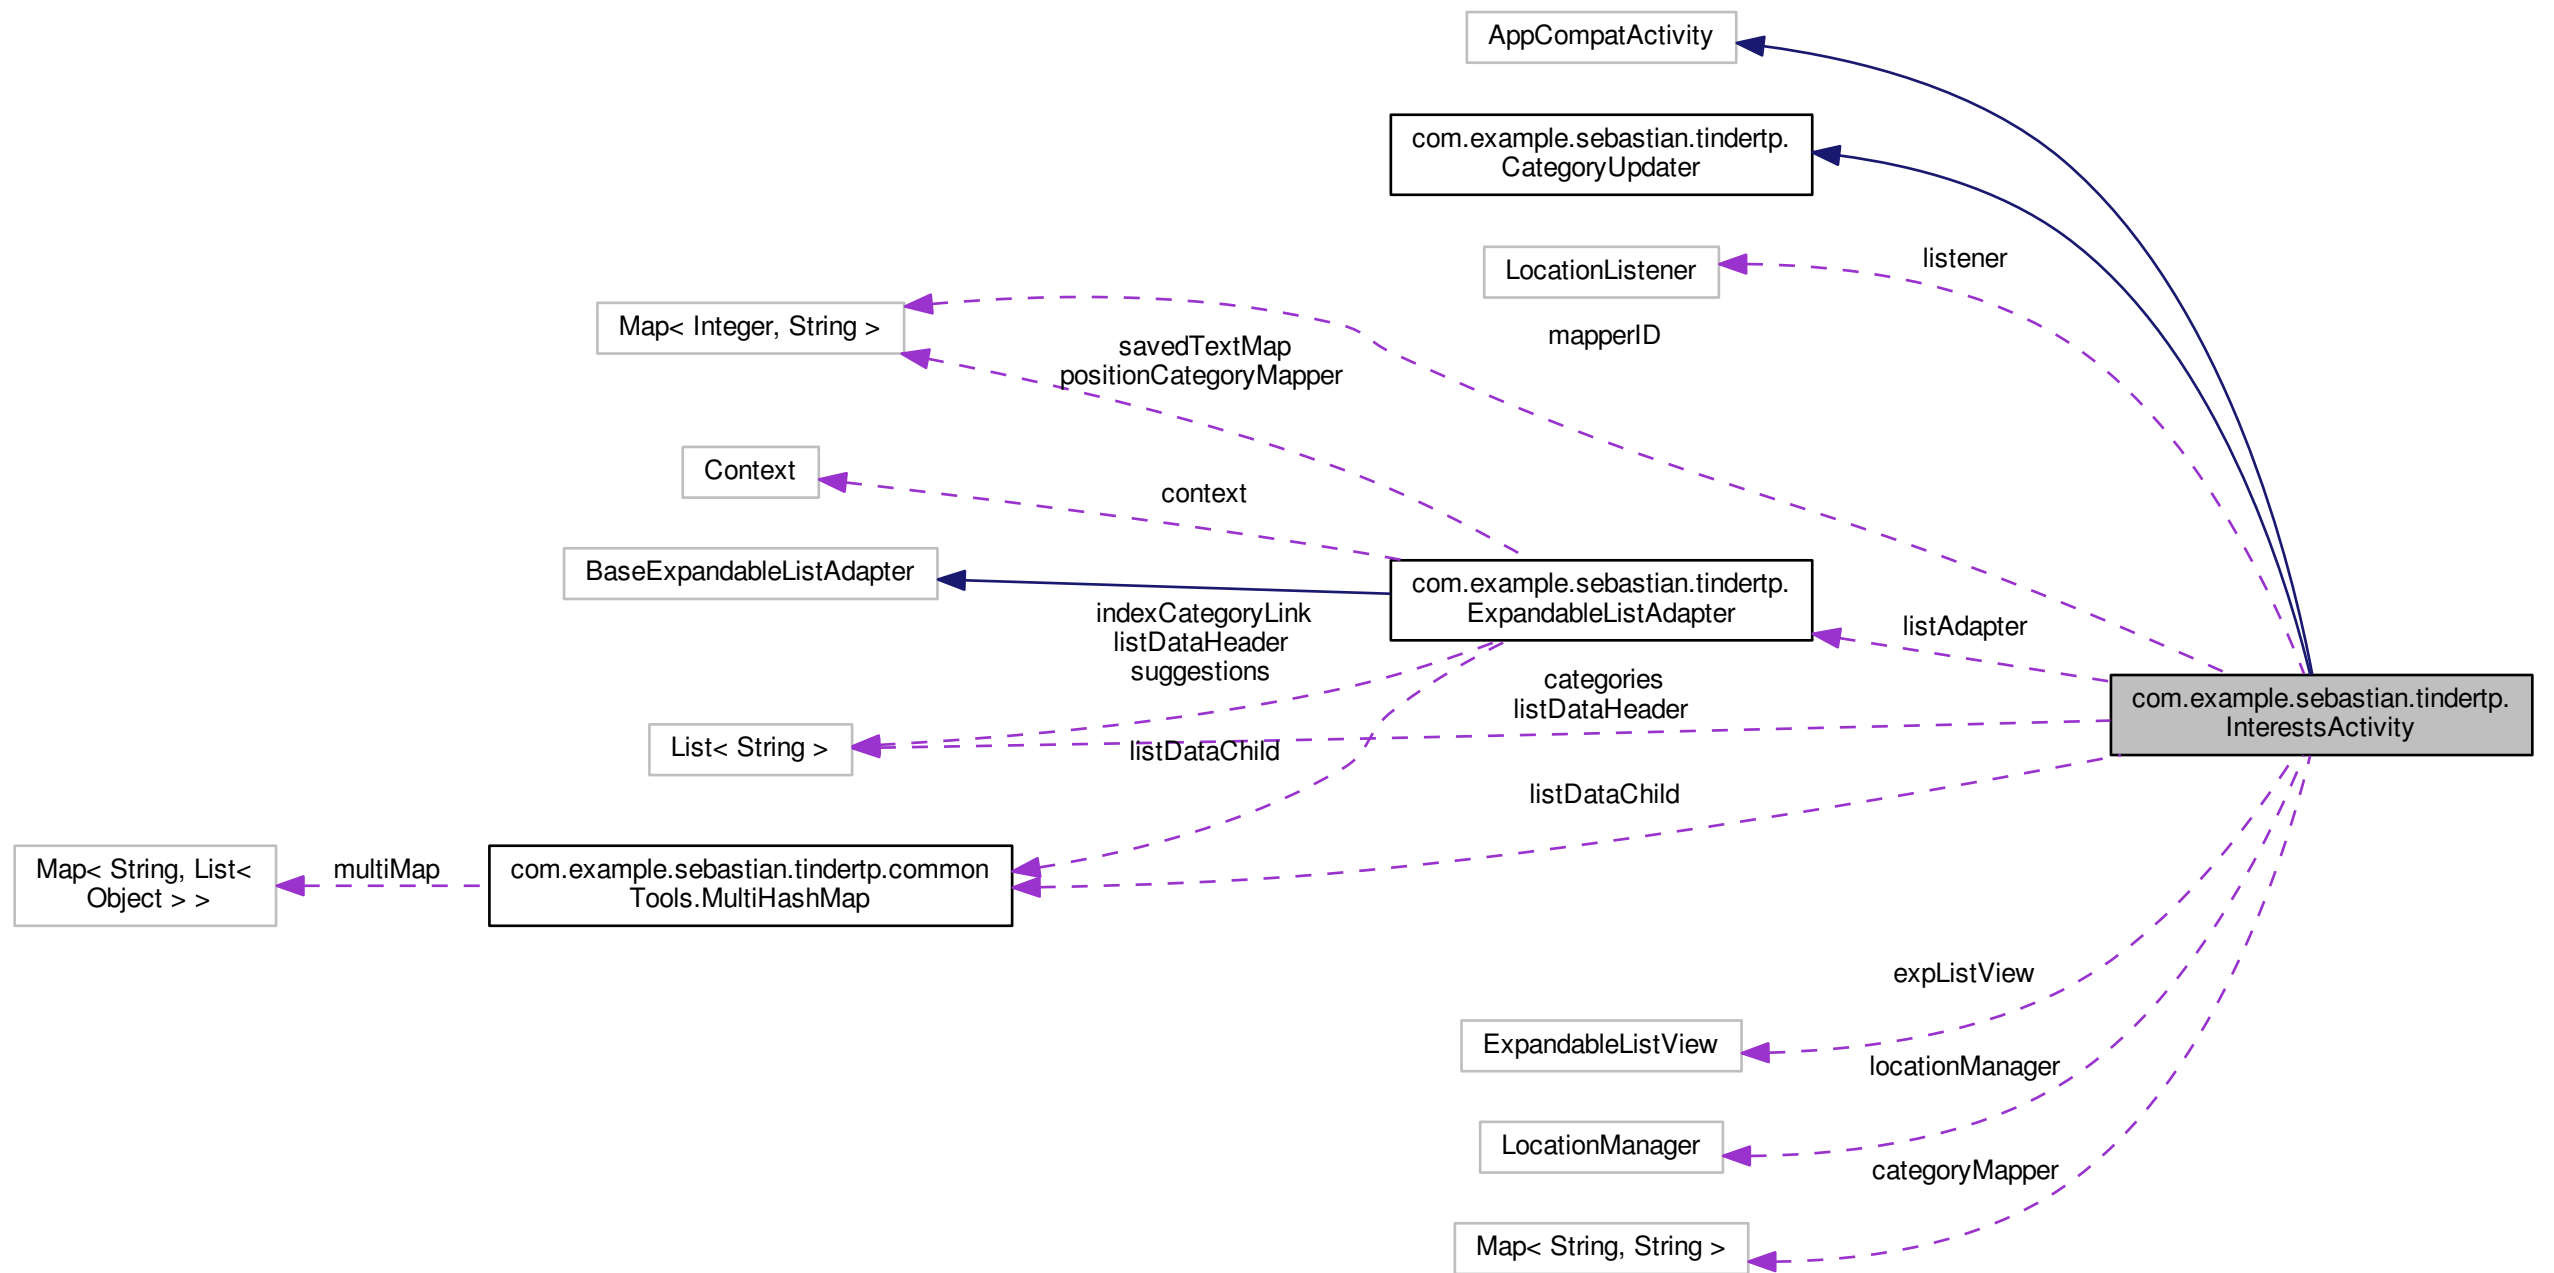 AppCompatActivity
com.example.sebastian.tindertp.
CategoryUpdater
LocationListener
listener
Map< Integer, String >
mapperID
savedTextMap
positionCategoryMapper
Context
context
BaseExpandableListAdapter
com.example.sebastian.tindertp.
ExpandableListAdapter
indexCategoryLink
listDataHeader
suggestions
listAdapter
categories
listDataHeader
com.example.sebastian.tindertp.
InterestsActivity
List< String >
listDataChild
listDataChild
Map< String, List<
Object > >
multiMap
com.example.sebastian.tindertp.common
Tools.MultiHashMap
expListView
ExpandableListView
locationManager
LocationManager
categoryMapper
Map< String, String >